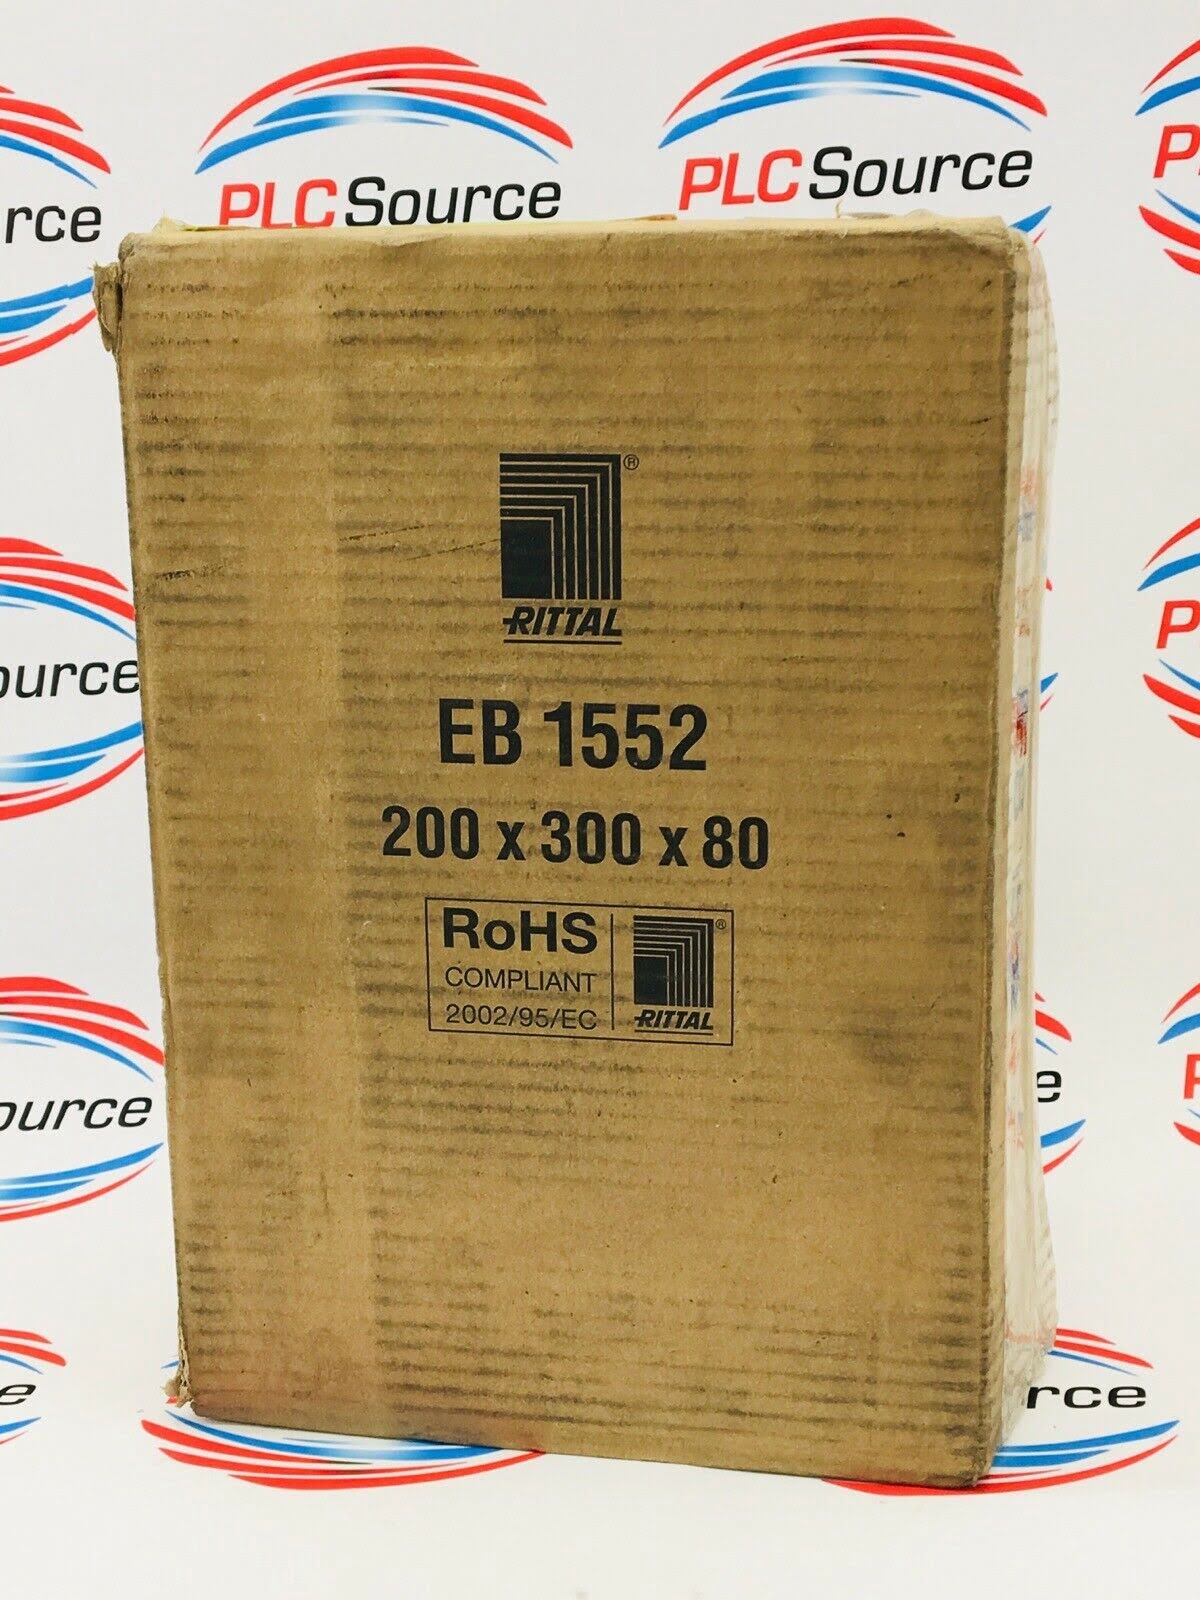 PLC Source
PLC Source
P
rce
®
RITTAL
EB 1552
200 x 300 x 80
RoHS
COMPLIANT
2002/95/EC
®
RITTAL
ource
P
ource
e
P
e
rce